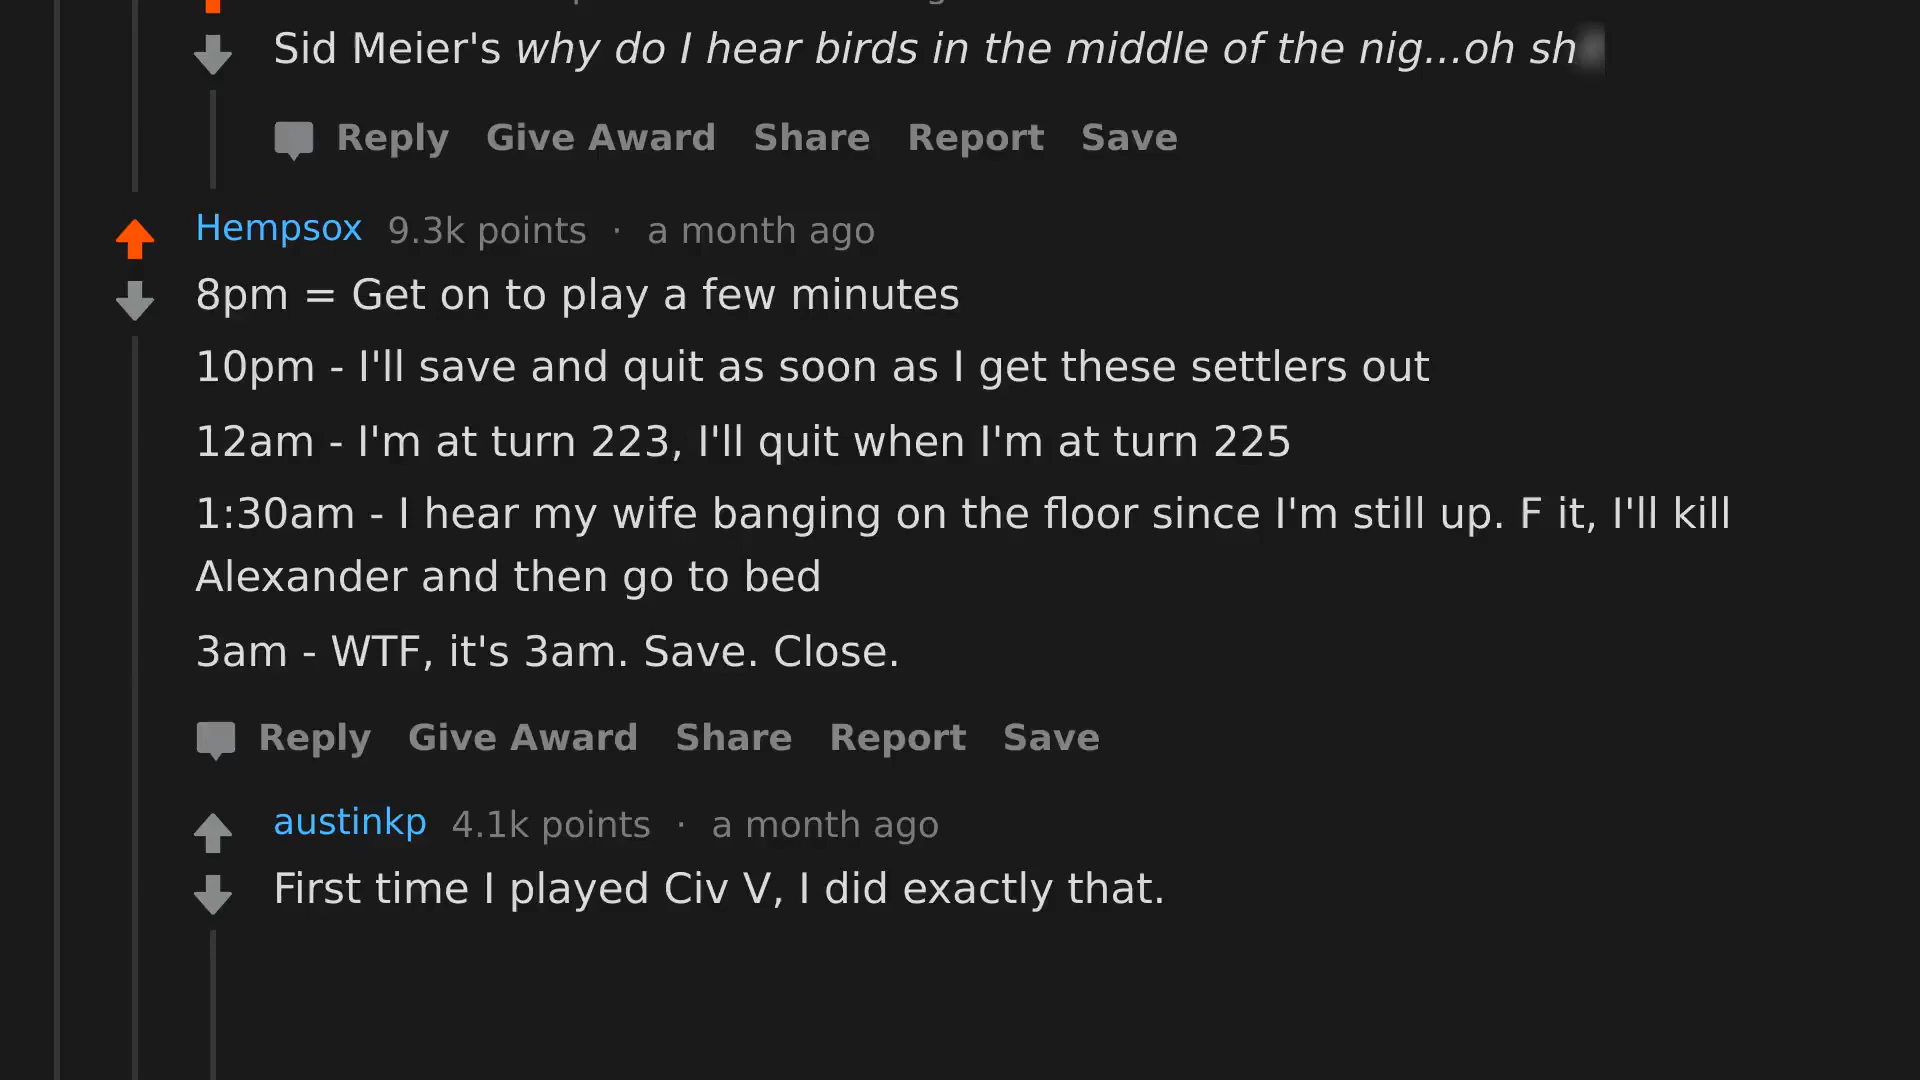 Sid Meier's why do I hear birds in the middle of the nig...oh sh
Reply Give Award Share Report Save
Hempsox 9.3k points · a month ago
8pm = Get on to play a few minutes
10pm - I'll save and quit as soon as I get these settlers out
12am - I'm at turn 223, I'll quit when I'm at turn 225
1:30am - I hear my wife banging on the floor since I'm still up. F it, I'll kill
Alexander and then go to bed
3am - WTF, it's 3am. Save. Close.
Reply Give Award Share Report Save
austinkp 4.1k points · a month ago
First time I played Civ V, I did exactly that.